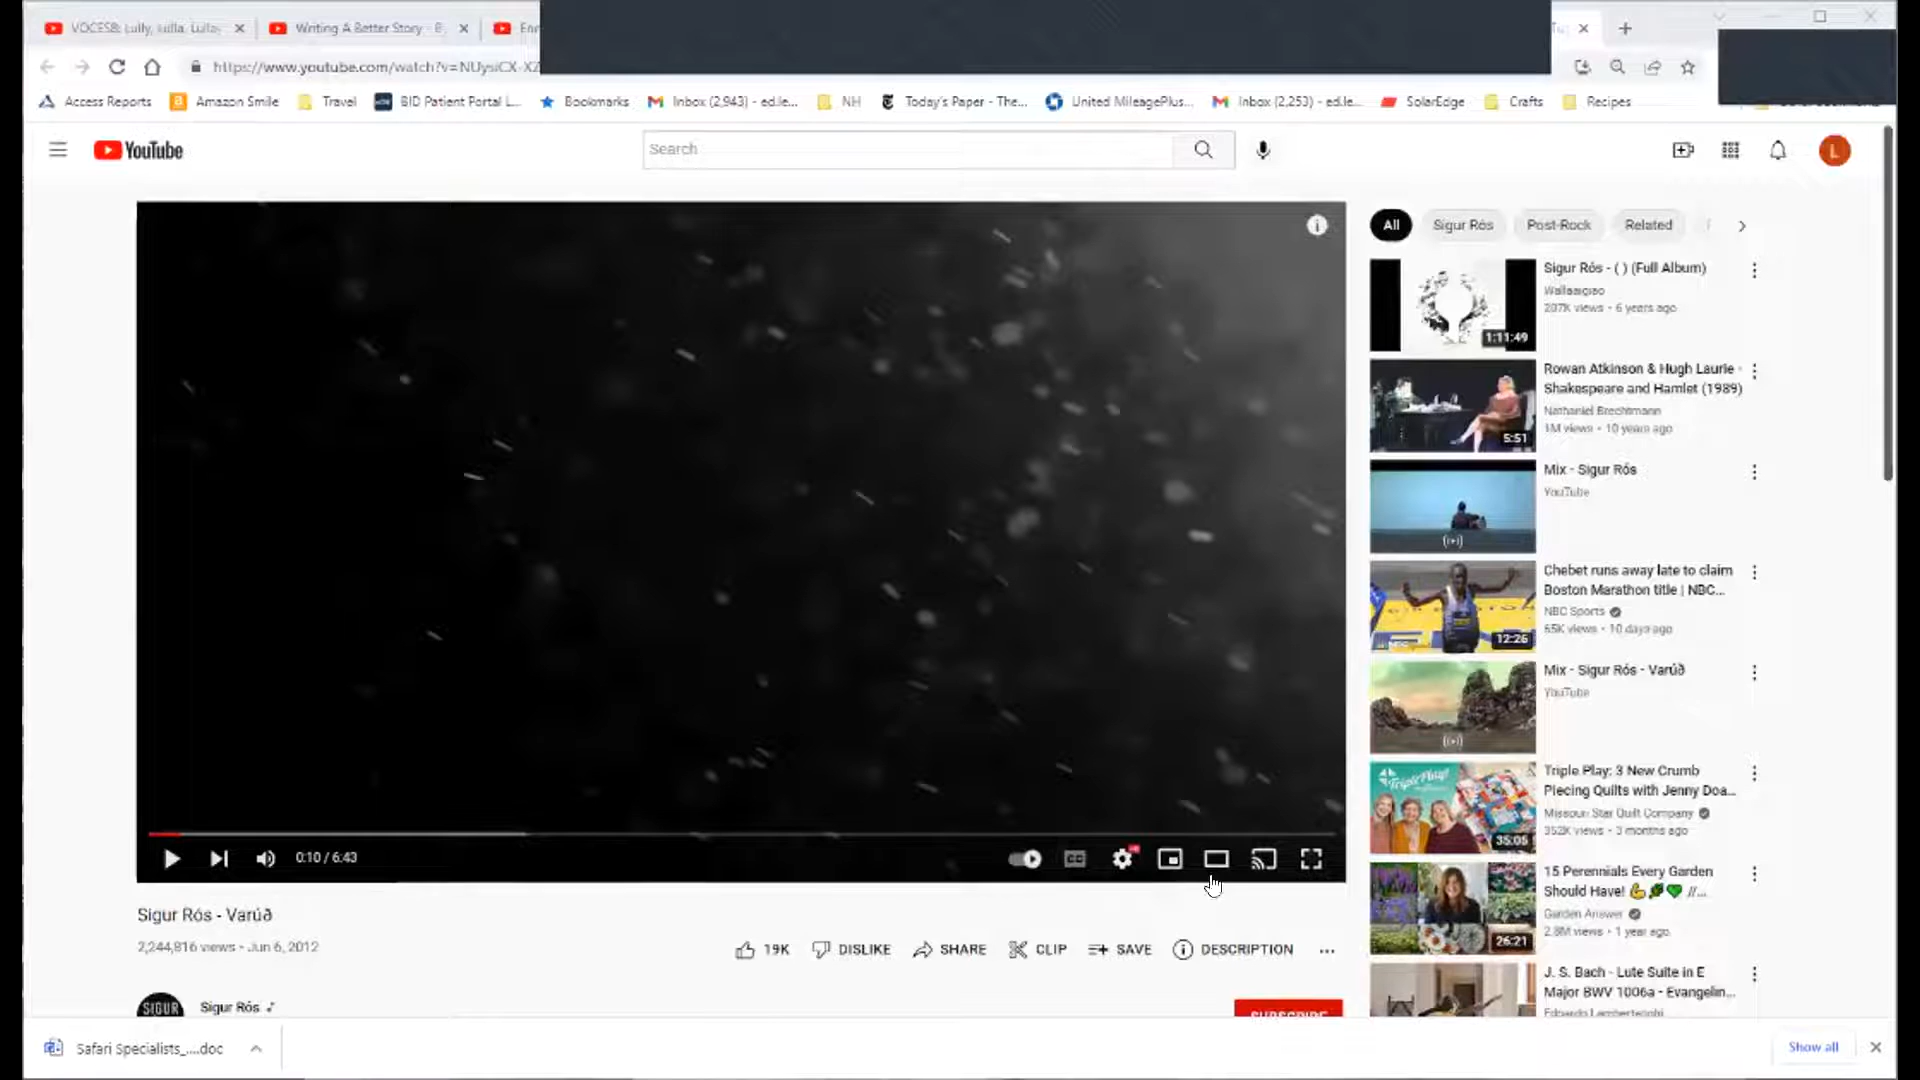 VOCES8: Lully, Lulla, Lulla
Writing A Better Story - B
https://www.youtube.com/watch?v=NUysiCX-XZ
Access Reports
Amazon Smile
Travel
BID Patient Portal L...
Bookmarks
Inbox (2,943) - ed.le...
NH
Today's Paper - The...
United MileagePlus...
Inbox (2,253) - ed.le...
SolarEdge
Crafts
Recipes
YouTube
Search
L
All
Sigur Rós
Post-Rock
Related
Sigur Rós - ( ) (Full Album)
207K views • 6 years ago
1:11:49
Rowan Atkinson & Hugh Laurie -
Shakespeare and Hamlet (1989)
Nathaniel Brechtmann
1M views • 10 years ago
5:51
Mix - Sigur Rós
YouTube
Chebet runs away late to claim
Boston Marathon title | NBC...
NBC Sports
65K views • 10 days ago
12:26
Mix - Sigur Rós - Varúð
YouTube
Triple Play: 3 New Crumb
Piecing Quilts with Jenny Doa...
Missouri Star Quilt Company
352K views • 3 months ago
Triple Play!
35:05
15 Perennials Every Garden
Should Have! 💪🌿💚 //...
Garden Answer
2.8M views • 1 year ago
26:21
J. S. Bach - Lute Suite in E
Major BWV 1006a - Evangelin...
0:10 / 6:43
CC
Sigur Rós - Varúð
2,244,816 views • Jun 6, 2012
19K
DISLIKE
SHARE
CLIP
SAVE
DESCRIPTION
SIGUR
Sigur Rós
SUBSCRIBE
Safari Specialists_....doc
Show all